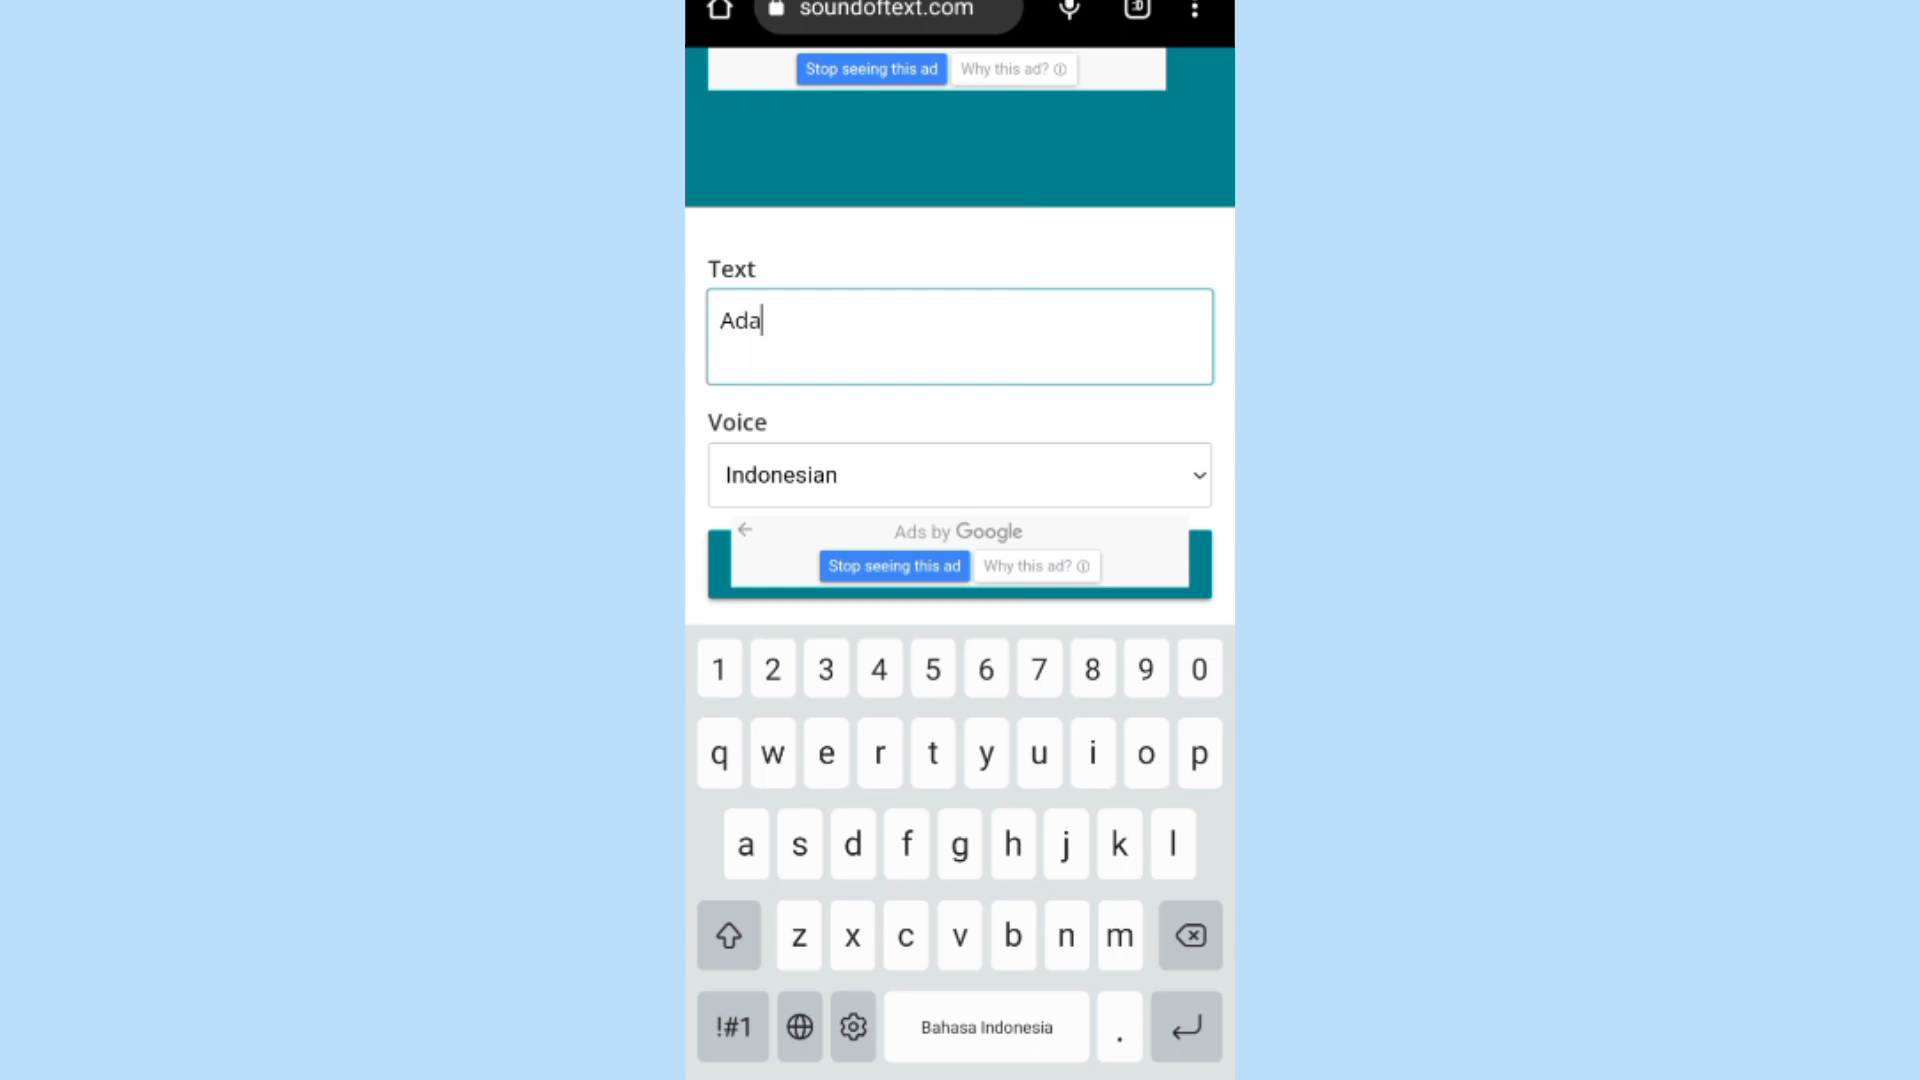 soundoftext.com :D
Stop seeing this ad Why this ad?
Text
Ada
Voice
Indonesian
Ads by Google
Stop seeing this ad Why this ad?
1 2 3 4 5 6 7 8 9 0
q w e r t y u i o p
a s d f g h j k l
z x c v b n m
!#1 Bahasa Indonesia .